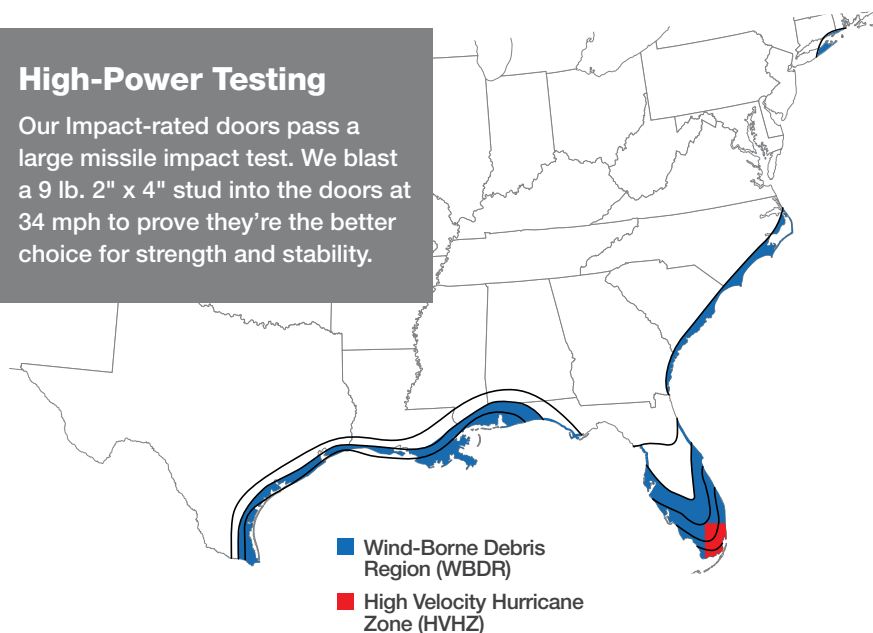 High-Power Testing
Our Impact-rated doors pass a
large missile impact test. We blast
a 9 lb. 2" x 4" stud into the doors at
34 mph to prove they’re the better
choice for strength and stability.
Wind-Borne Debris
Region (WBDR)
High Velocity Hurricane
Zone (HVHZ)